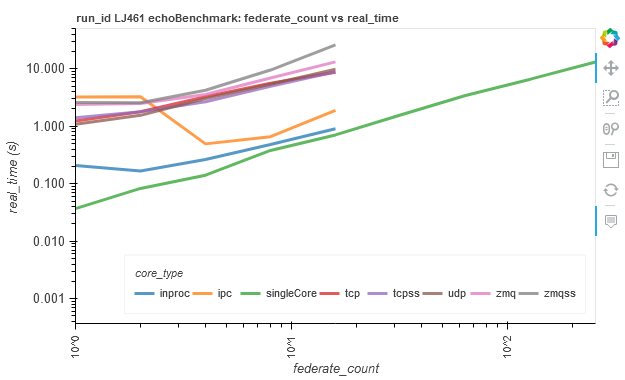 run_id LJ461 echoBenchmark: federate_count vs real_time
10.000
1.000
0.100
0.010
0.001
real_time (s)
core_type
inproc ipc singleCore tcp tcpss udp zmq zmqss
10^0 10^1 10^2
federate_count